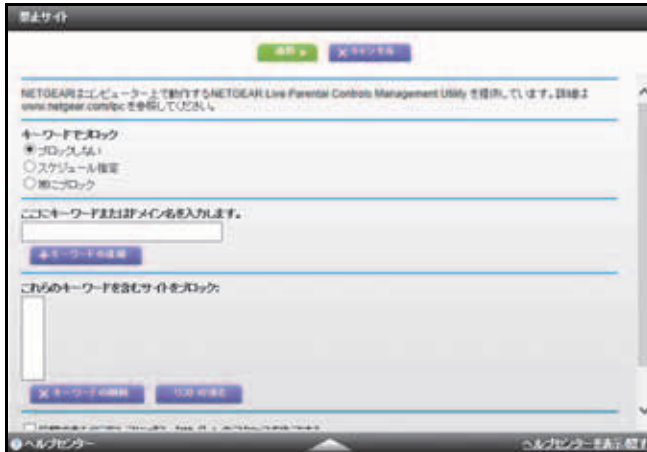 禁止サイト
適用
キャンセル
NETGEARはコンピューター上で動作するNETGEAR Live Parental Controls Management Utility を提供しています。詳細は
www.netgear.com/lpc を参照してください。
キーワードでブロック
ブロックしない
スケジュール指定
常にブロック
ここにキーワードまたはドメイン名を入力します。
キーワードの追加
これらのキーワードを含むサイトをブロック:
キーワードの削除
リストの消去
ヘルプセンター
ヘルプセンターを表示/隠す